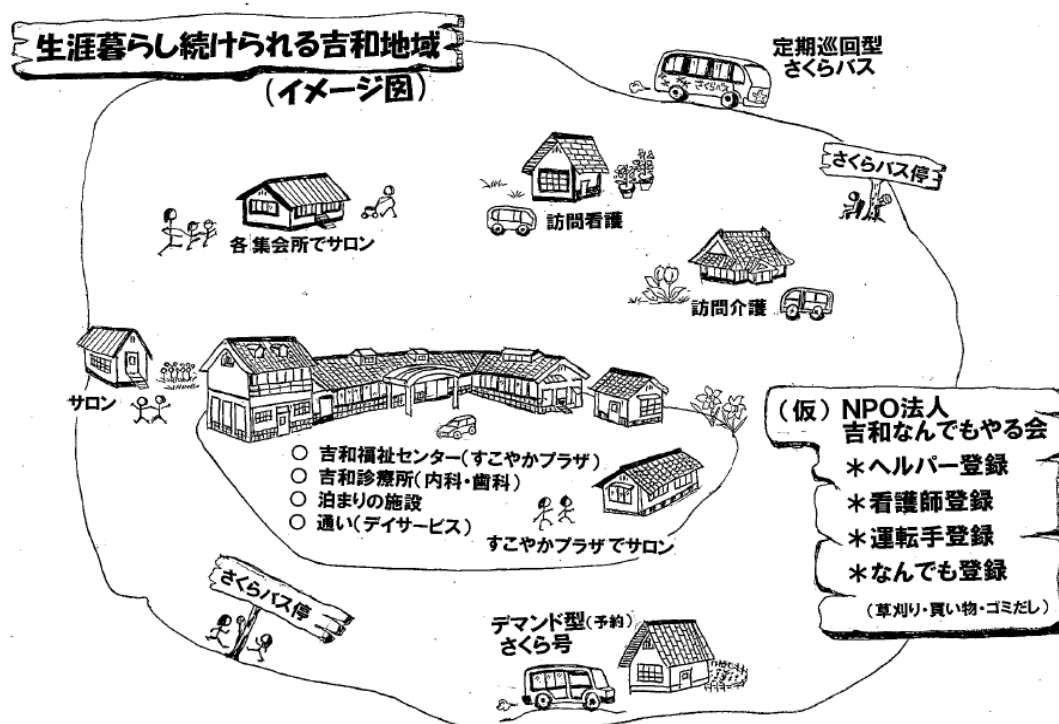 生涯暮らし続けられる吉和地域
(イメージ図)
定期巡回型
さくらバス
さくらバス
さくらバス停
訪問看護
各集会所でサロン
訪問介護
サロン
○ 吉和福祉センター(すこやかプラザ)
○ 吉和診療所(内科・歯科)
○ 泊まりの施設
○ 通い(デイサービス)
すこやかプラザでサロン
(仮) NPO法人
吉和なんでもやる会
＊ヘルパー登録
＊看護師登録
＊運転手登録
＊なんでも登録
(草刈り・買い物・ゴミだし)
さくらバス停
デマンド型(予約)
さくら号